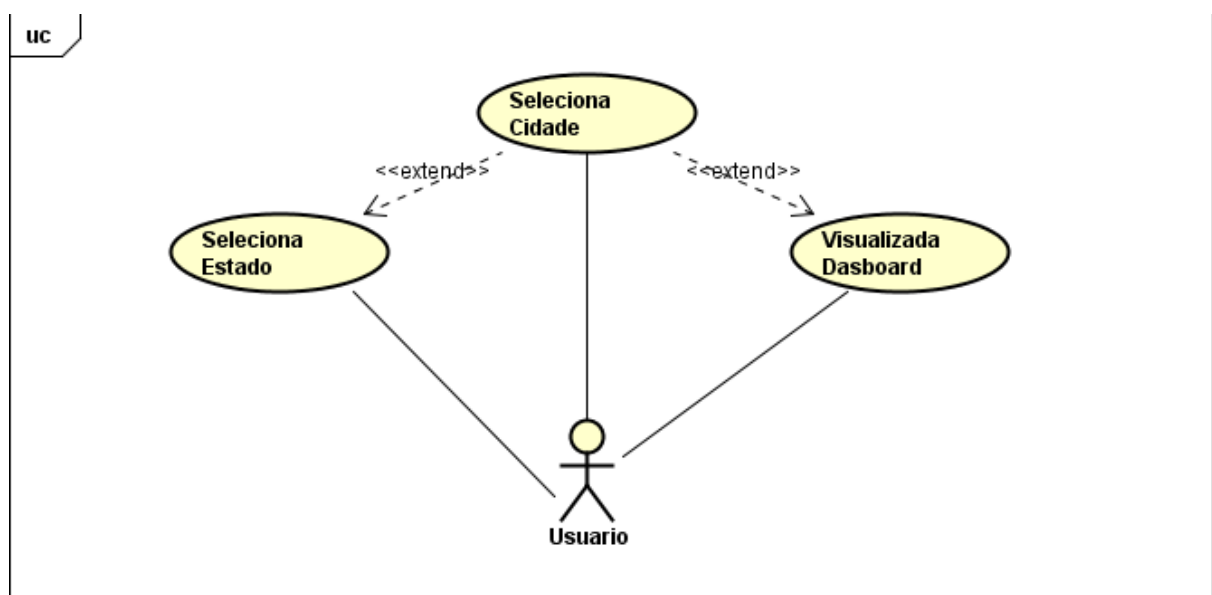 uc
Seleciona
Cidade
<<extend>>
<<extend>>
Seleciona
Estado
Visualizada
Dasboard
Usuario